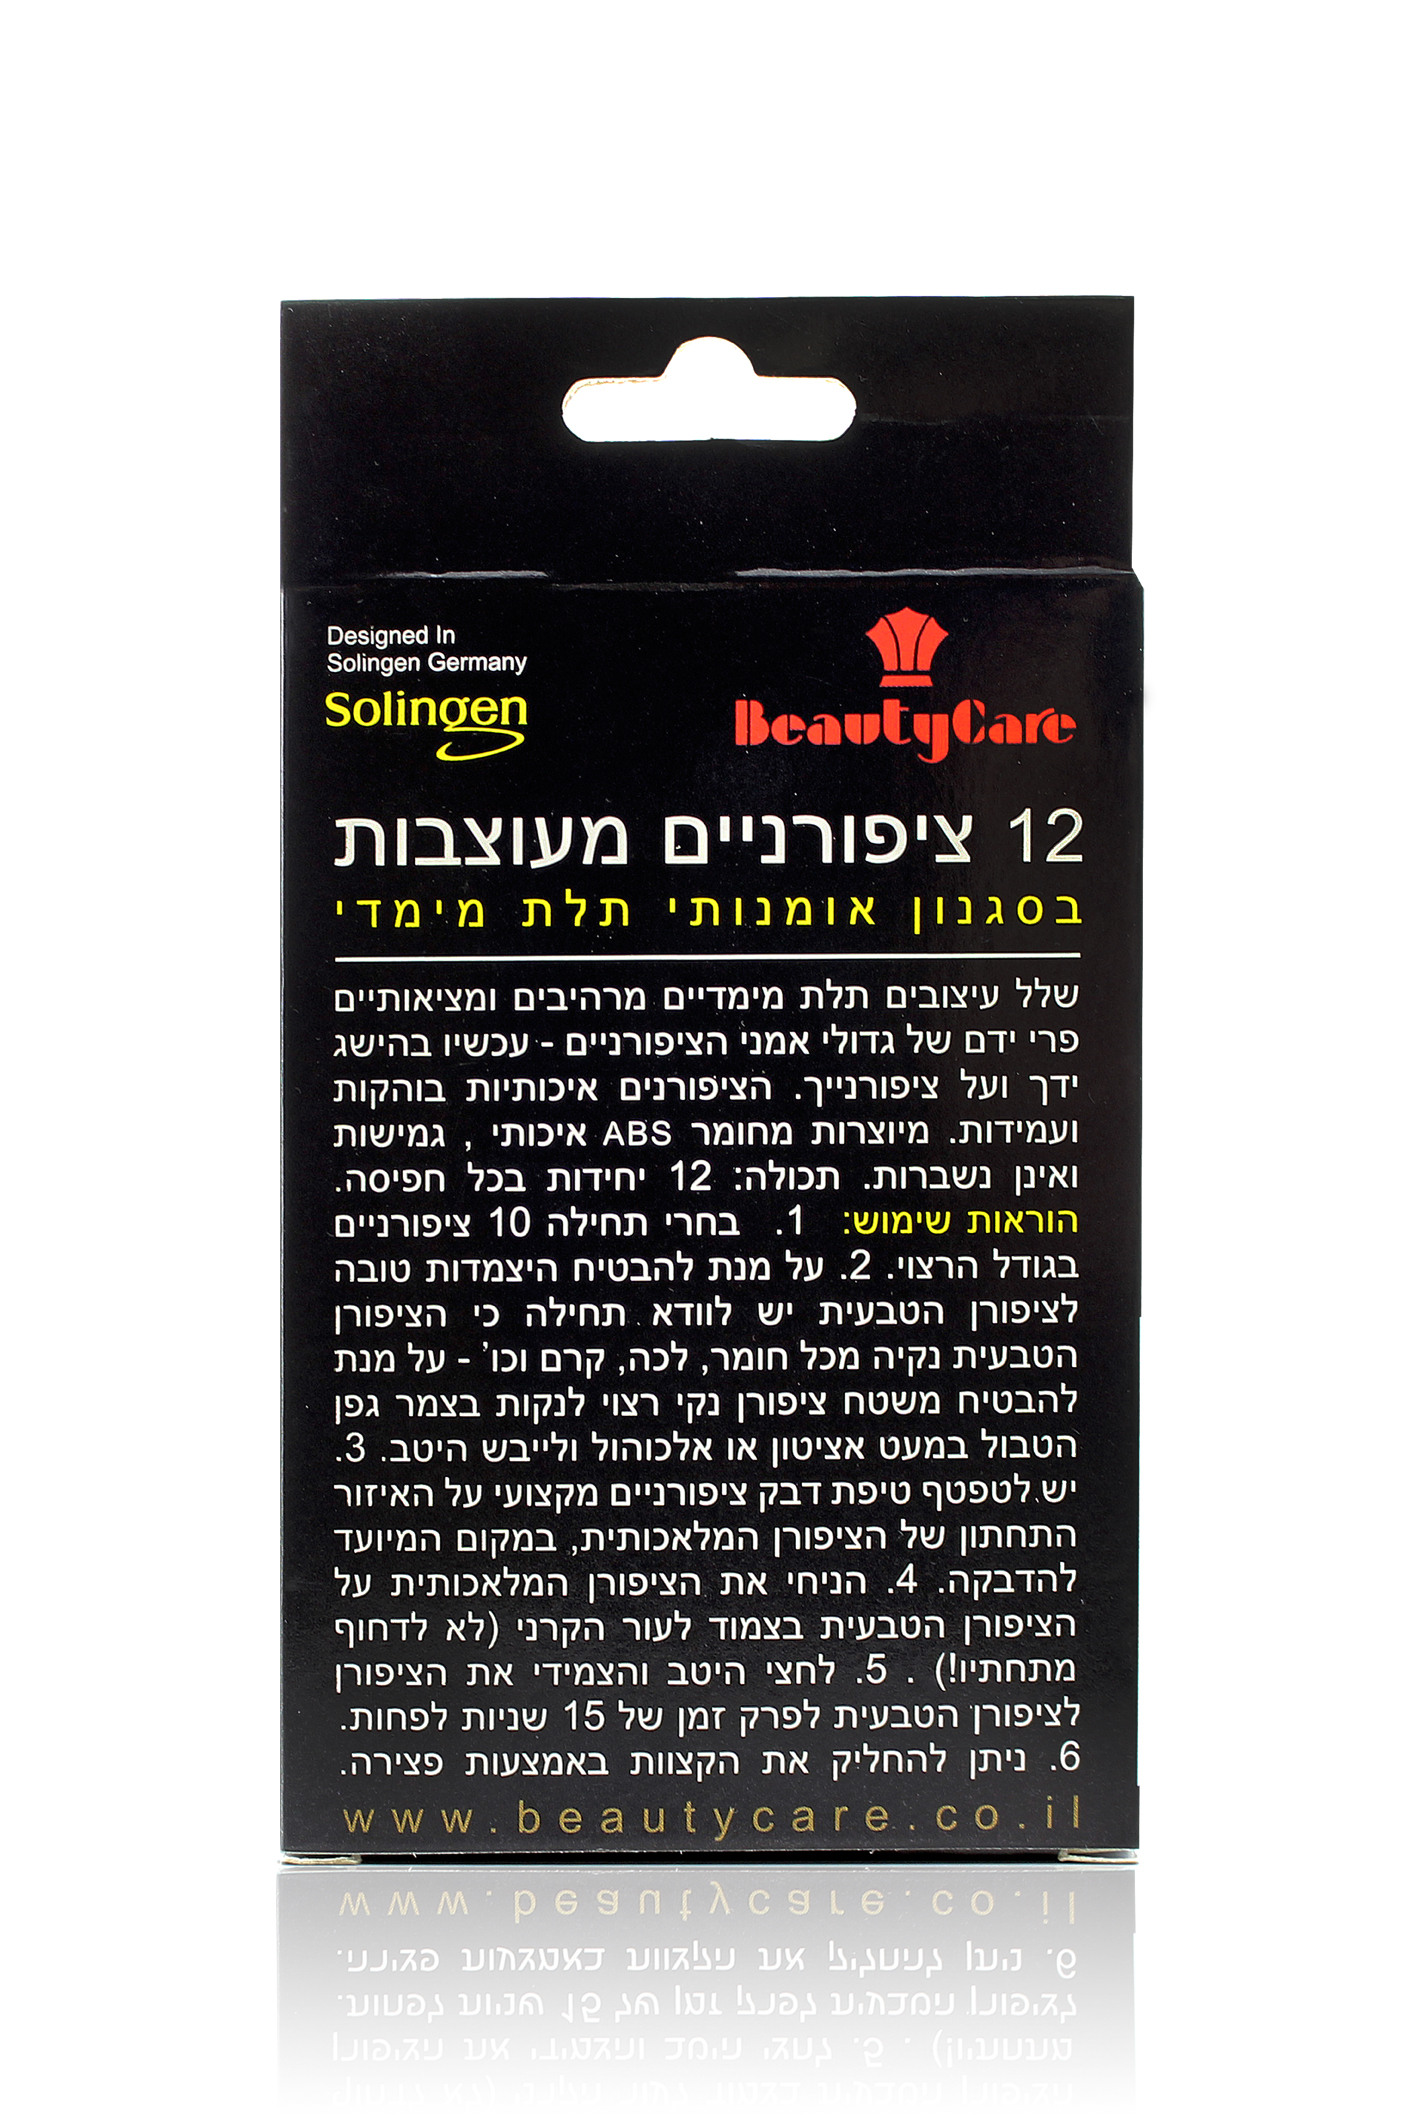 Designed In
Solingen Germany
Solingen
BeautyCare
12 ציפורניים מעוצבות
בסגנון אומנותי תלת מימדי
שלל עיצובים תלת מימדיים מרהיבים ומציאותיים
פרי ידם של גדולי אמני הציפורניים - עכשיו בהישג
ידך ועל ציפורנייך. הציפורנים איכותיות בוהקות
ועמידות. מיוצרות מחומר ABS איכותי , גמישות
ואינן נשברות. תכולה: 12 יחידות בכל חפיסה.
הוראות שימוש: 1. בחרי תחילה 10 ציפורניים
בגודל הרצוי. 2. על מנת להבטיח היצמדות טובה
לציפורן הטבעית יש לוודא תחילה כי הציפורן
הטבעית נקיה מכל חומר, לכה, קרם וכו' - על מנת
להבטיח משטח ציפורן נקי רצוי לנקות בצמר גפן
הטבול במעט אציטון או אלכוהול ולייבש היטב. 3.
יש לטפטף טיפת דבק ציפורניים מקצועי על האיזור
התחתון של הציפורן המלאכותית, במקום המיועד
להדבקה. 4. הניחי את הציפורן המלאכותית על
הציפורן הטבעית בצמוד לעור הקרני (לא לדחוף
מתחתיו!) . 5. לחצי היטב והצמידי את הציפורן
לציפורן הטבעית לפרק זמן של 15 שניות לפחות.
6. ניתן להחליק את הקצוות באמצעות פצירה.
www.beautycare.co.il